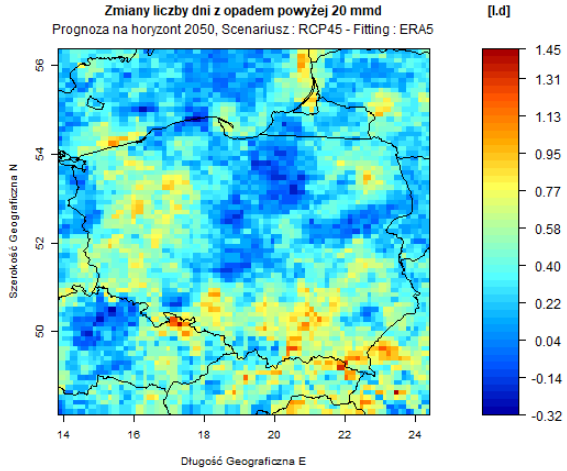 Zmiany liczby dni z opadem powyżej 20 mmd
[l.d]
Prognoza na horyzont 2050, Scenariusz : RCP45 - Fitting : ERA5
Szerokość Geograficzna N
56
54
52
50
14 16 18 20 22 24
Długość Geograficzna E
1.45
1.31
1.13
0.95
0.77
0.58
0.40
0.22
0.04
-0.14
-0.32